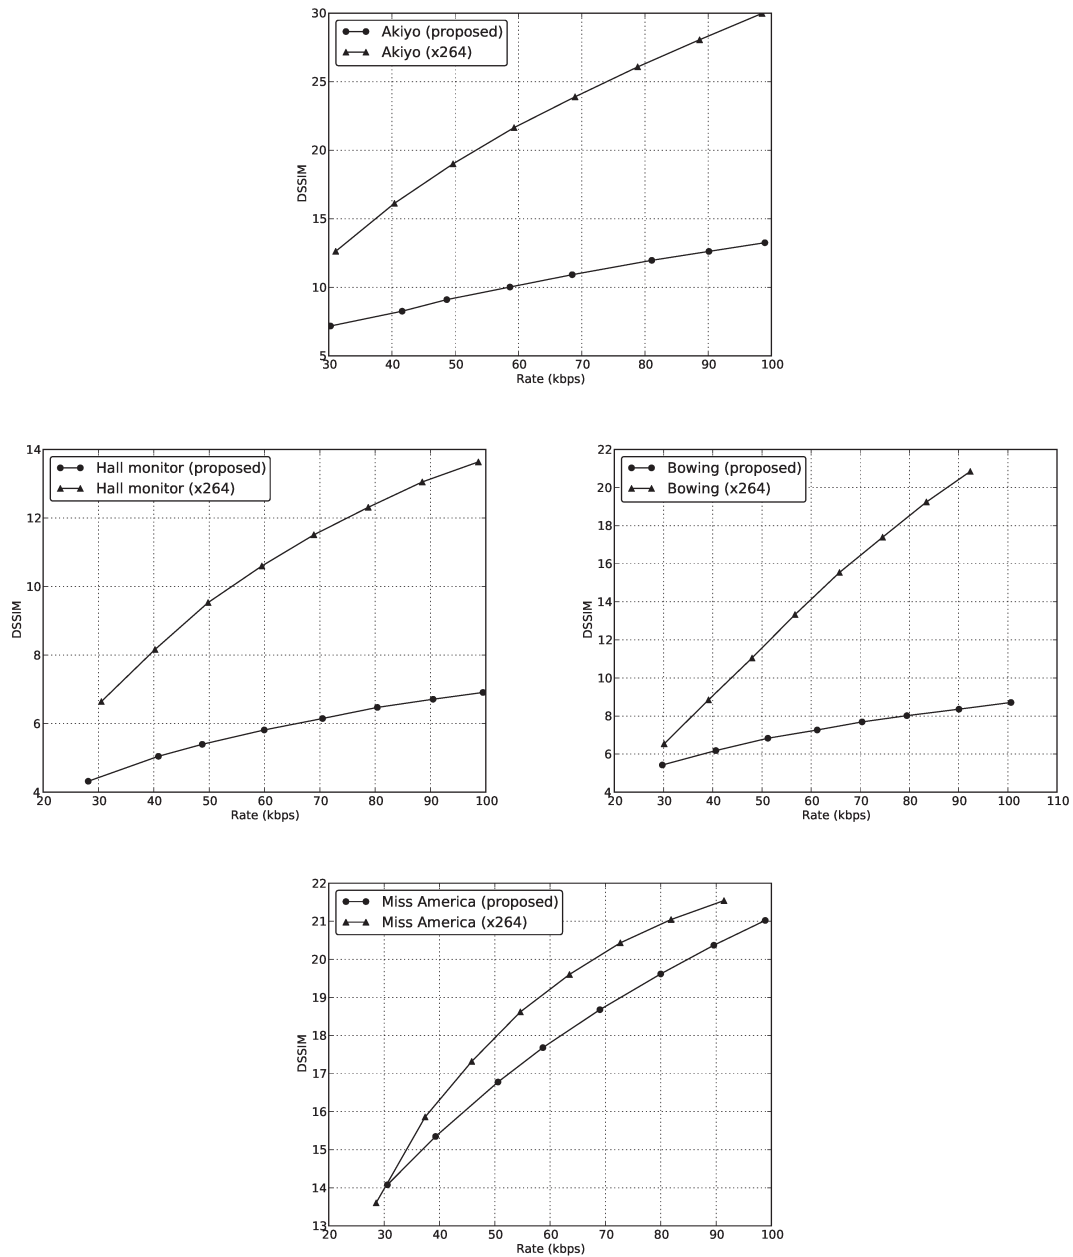 30
Akiyo (proposed)
Akiyo (x264)
25
20
DSSIM
15
10
5
30 40 50 60 70 80 90 100
Rate (kbps)
14
Hall monitor (proposed)
Hall monitor (x264)
12
10
DSSIM
8
6
4
20 30 40 50 60 70 80 90 100
Rate (kbps)
22
Bowing (proposed)
Bowing (x264)
20
18
16
14
DSSIM
12
10
8
6
4
20 30 40 50 60 70 80 90 100 110
Rate (kbps)
22
Miss America (proposed)
Miss America (x264)
21
20
19
18
DSSIM
17
16
15
14
13
20 30 40 50 60 70 80 90 100
Rate (kbps)